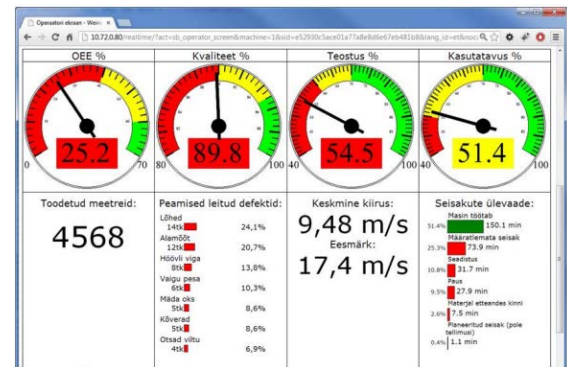 Operaatori ekraan - Weis
10.72.0.80/realtime/?act=sb_operator_screen&machine=1&sid=
OEE %
Kvaliteet %
Teostus %
Kasutatavus %
25.2
0
70
89.8
80
100
54.5
40
100
51.4
40
100
Toodetud meetreid:
4568
Peamised leitud defektid:
Lõhed
14tk 24,1%
Alamõõt
12tk 20,7%
Höövli viga
8tk 13,8%
Vaigu pesa
6tk 10,3%
Mäda oks
5tk 8,6%
Kõverad
5tk 8,6%
Otsad viltu
4tk 6,9%
Keskmine kiirus:
9,48 m/s
Eesmärk:
17,4 m/s
Seisakute ülevaade:
Masin töötab
51.4% 150.1 min
Määratlemata seisak
25.3% 73.9 min
Seadistus
10.8% 31.7 min
Paus
9.5% 27.9 min
Materjal etteandes kinni
2.6% 7.5 min
Planeeritud seisak (pole
tellimusi)
0.4% 1.1 min